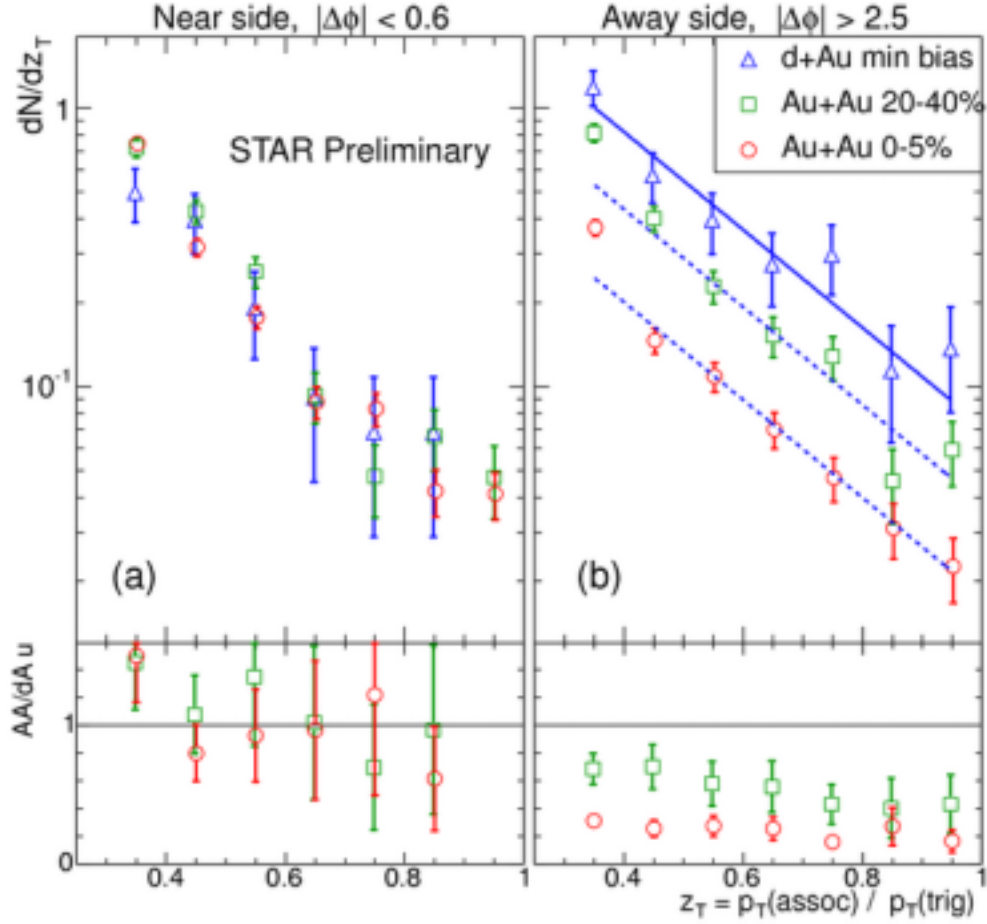 Near side, |Δϕ| < 0.6
Away side, |Δϕ| > 2.5
dN/dz_T
1
10⁻¹
STAR Preliminary
d+Au min bias
Au+Au 20-40%
Au+Au 0-5%
(a)
(b)
AA/dA u
1
0
0.4
0.6
0.8
1
0.4
0.6
0.8
1
z_T = p_T(assoc) / p_T(trig)